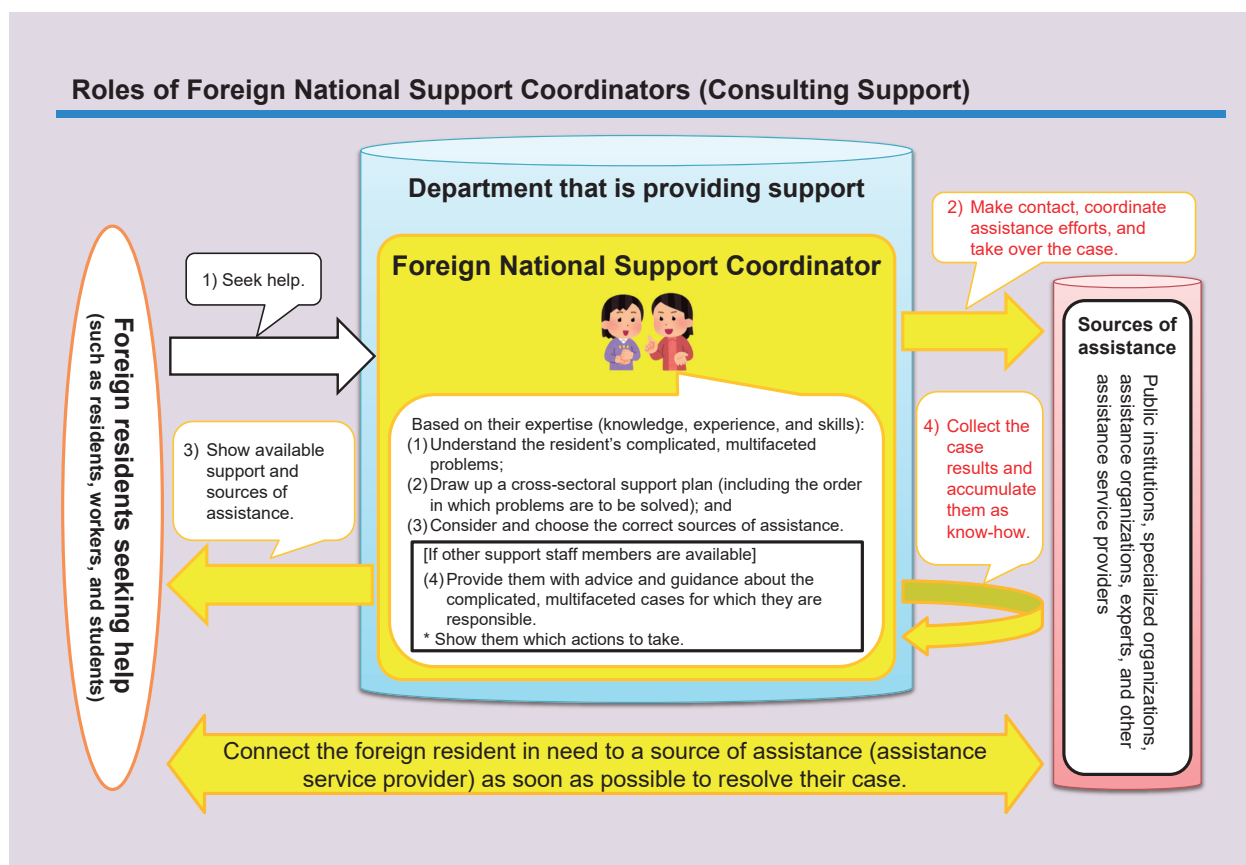 Roles of Foreign National Support Coordinators (Consulting Support)
Department that is providing support
Foreign National Support Coordinator
1) Seek help.
2) Make contact, coordinate
assistance efforts, and
take over the case.
Foreign residents seeking help
(such as residents, workers, and students)
3) Show available
support and
sources of
assistance.
Based on their expertise (knowledge, experience, and skills):
(1) Understand the resident's complicated, multifaceted
problems;
(2) Draw up a cross-sectoral support plan (including the order
in which problems are to be solved); and
(3) Consider and choose the correct sources of assistance.
[If other support staff members are available]
(4) Provide them with advice and guidance about the
complicated, multifaceted cases for which they are
responsible.
* Show them which actions to take.
4) Collect the
case
results and
accumulate
them as
know-how.
Sources of
assistance
Public institutions, specialized organizations,
assistance organizations, experts, and other
assistance service providers
Connect the foreign resident in need to a source of assistance (assistance
service provider) as soon as possible to resolve their case.